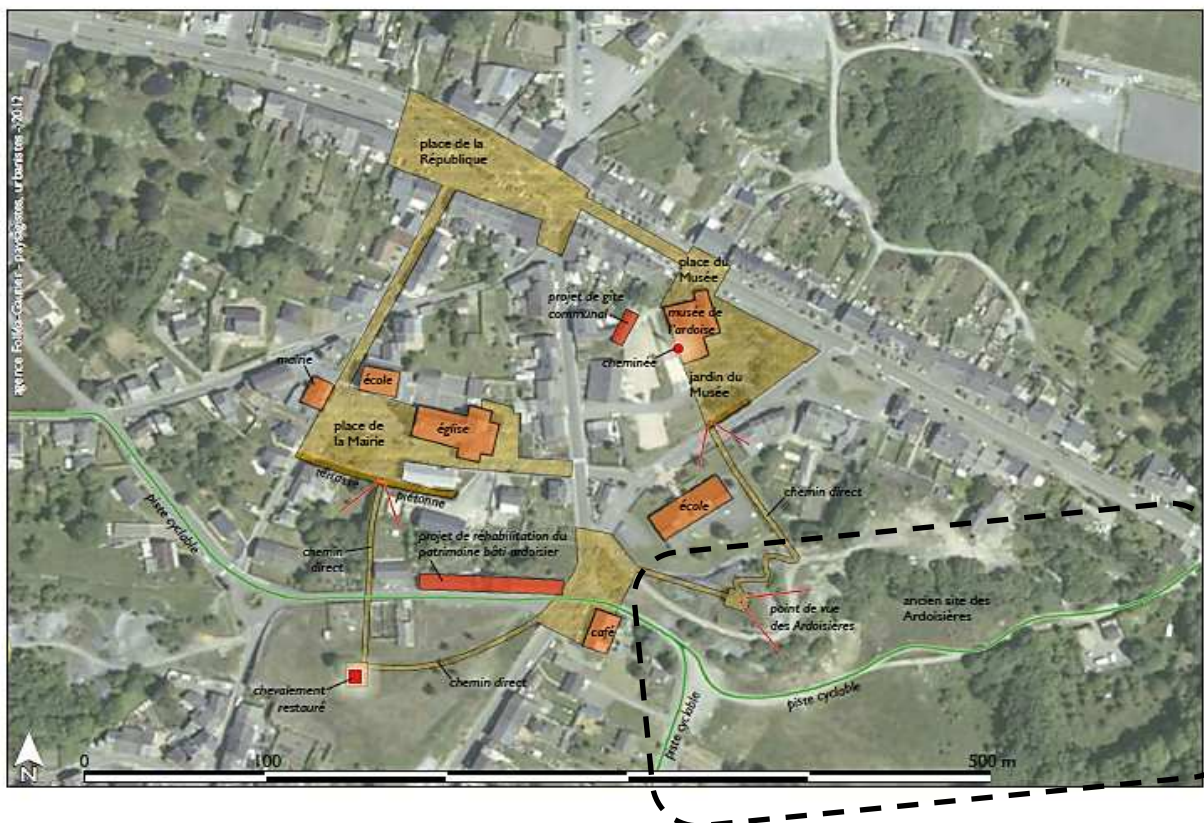 place de la
République
agence Folléa-Gautier - paysagistes, urbanistes - 2012
place du
Musée
projet de gîte
communal
musée de
l'ardoise
cheminée
mairie
école
jardin du
Musée
place de
la Mairie
église
terrasse
piétonne
chemin direct
école
piste cyclable
projet de réhabilitation du
patrimoine bâti ardoisier
chemin
direct
ancien site des
Ardoisières
point de vue
des Ardoisières
café
chemin direct
chevalement
restauré
piste cyclable
piste cyclable
N
0
100
500 m